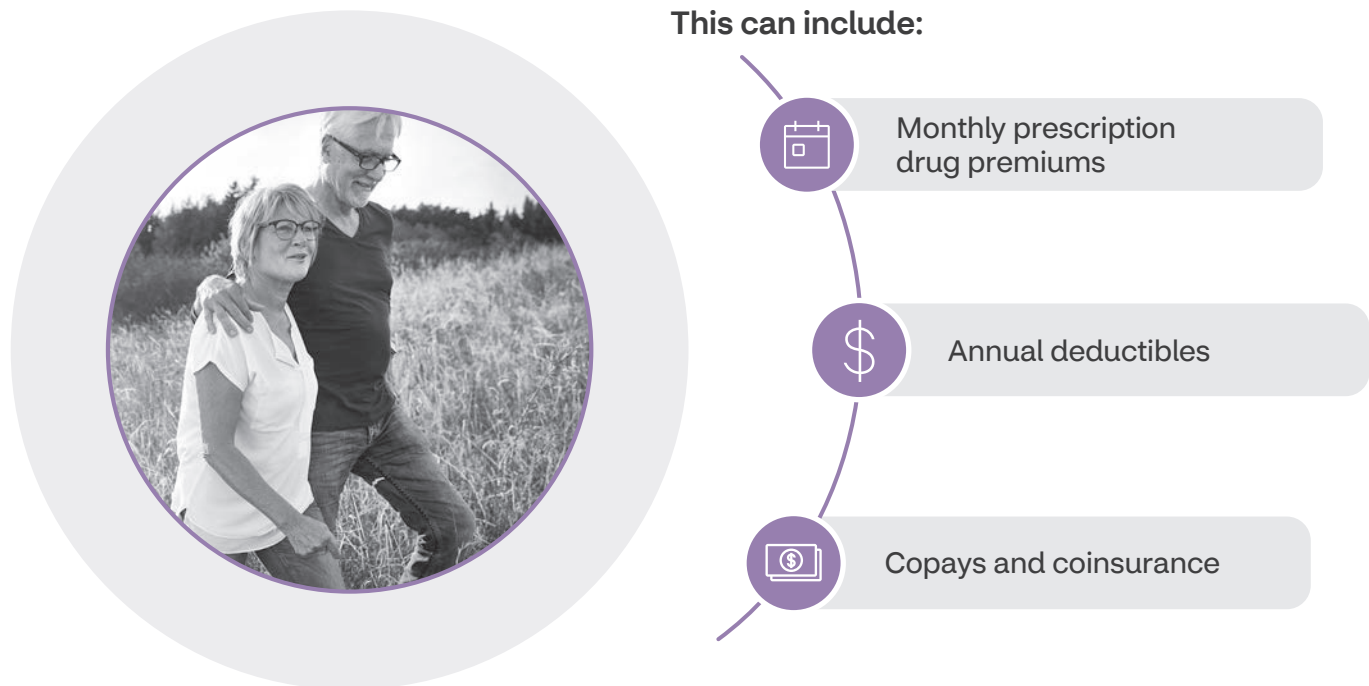 This can include:
Monthly prescription
drug premiums
$
Annual deductibles
$
Copays and coinsurance